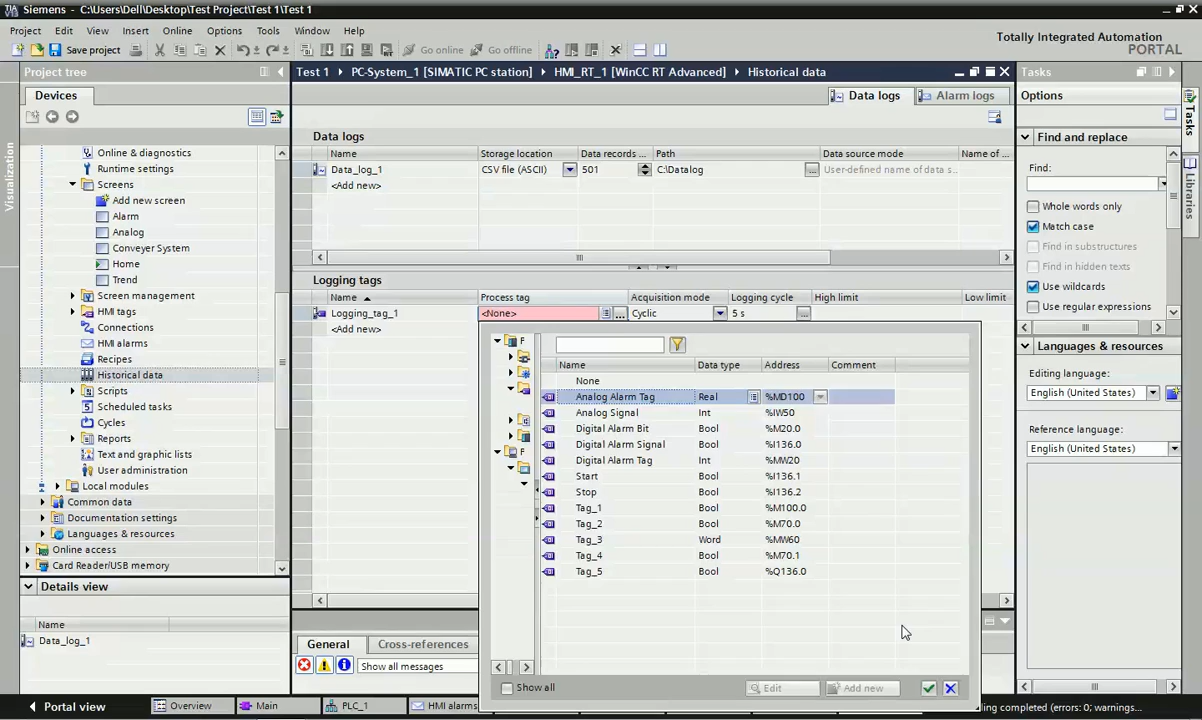 Siemens - C:\Users\Dell\Desktop\Test Project\Test 1\Test 1
Project Edit View Insert Online Options Tools Window Help
Totally Integrated Automation
PORTAL
Save project
Go online
Go offline
Project tree
Test 1 PC-System_1 [SIMATIC PC station] HMI_RT_1 [WinCC RT Advanced] Historical data
Tasks
Devices
Data logs
Alarm logs
Options
Visualization
Tasks
Libraries
Online & diagnostics
Runtime settings
Screens
Add new screen
Alarm
Analog
Conveyer System
Home
Trend
Screen management
HMI tags
Connections
HMI alarms
Recipes
Historical data
Scripts
Scheduled tasks
Cycles
Reports
Text and graphic lists
User administration
Local modules
Common data
Documentation settings
Languages & resources
Online access
Card Reader/USB memory
Details view
Name
Data_log_1
Data logs
Name Storage location Data records ... Path Data source mode Name of
Data_log_1 CSV file (ASCII) 501 C:\Datalog ... User-defined name of data s..
<Add new>
Logging tags
Name Process tag Acquisition mode Logging cycle High limit Low limit
Logging_tag_1 <None> ... Cyclic 5 s ...
<Add new>
Name Data type Address Comment
None
Analog Alarm Tag Real %MD100
Analog Signal Int %IW50
Digital Alarm Bit Bool %M20.0
Digital Alarm Signal Bool %I136.0
Digital Alarm Tag Int %MW20
Start Bool %I136.1
Stop Bool %I136.2
Tag_1 Bool %M100.0
Tag_2 Bool %M70.0
Tag_3 Word %MW60
Tag_4 Bool %M70.1
Tag_5 Bool %Q136.0
Show all
Edit
Add new
General
Cross-references
Show all messages
Find and replace
Find:
Whole words only
Match case
Find in substructures
Find in hidden texts
Use wildcards
Use regular expressions
Languages & resources
Editing language:
English (United States)
Reference language:
English (United States)
Portal view
Overview
Main
PLC_1
HMI alarms
ling completed (errors: 0; warnings...